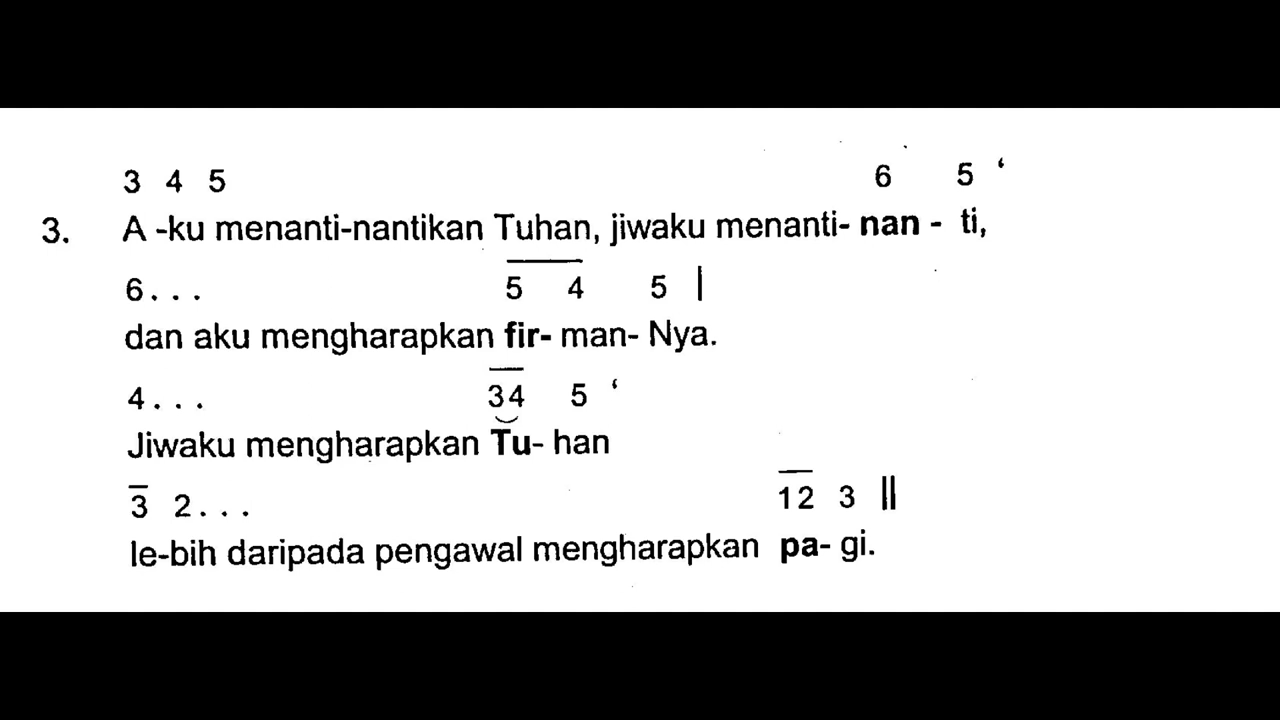 3 4 5 6 5 ‘
3. A -ku menanti-nantikan Tuhan, jiwaku menanti- nan - ti,
6 . . . 5 4 5 |
dan aku mengharapkan fir- man- Nya.
4 . . . 34 5 ‘
Jiwaku mengharapkan Tu- han
3 2 . . . 12 3 ||
le-bih daripada pengawal mengharapkan pa- gi.